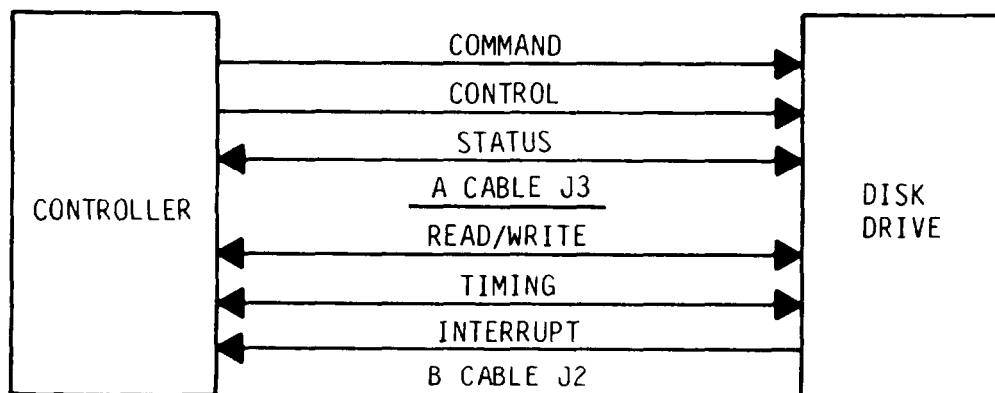 COMMAND
CONTROL
STATUS
A CABLE J3
CONTROLLER
DISK
DRIVE
READ/WRITE
TIMING
INTERRUPT
B CABLE J2